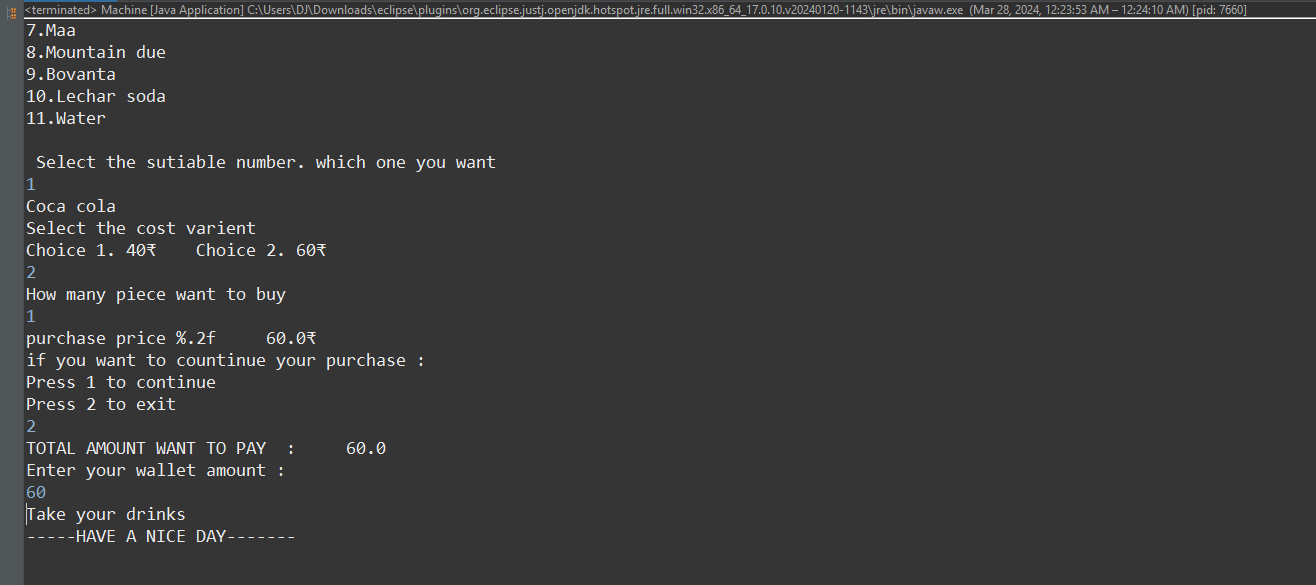 <terminated> Machine [Java Application] C:\Users\DJ\Downloads\eclipse\plugins\org.eclipse.justj.openjdk.hotspot.jre.full.win32.x86_64_17.0.10.v20240120-1143\jre\bin\javaw.exe (Mar 28, 2024, 12:23:53 AM – 12:24:10 AM) [pid: 7660]
7.Maa
8.Mountain due
9.Bovanta
10.Lechar soda
11.Water
Select the sutiable number. which one you want
1
Coca cola
Select the cost varient
Choice 1. 40₹    Choice 2. 60₹
2
How many piece want to buy
1
purchase price %.2f     60.0₹
if you want to countinue your purchase :
Press 1 to continue
Press 2 to exit
2
TOTAL AMOUNT WANT TO PAY  :     60.0
Enter your wallet amount :
60
Take your drinks
-----HAVE A NICE DAY-------